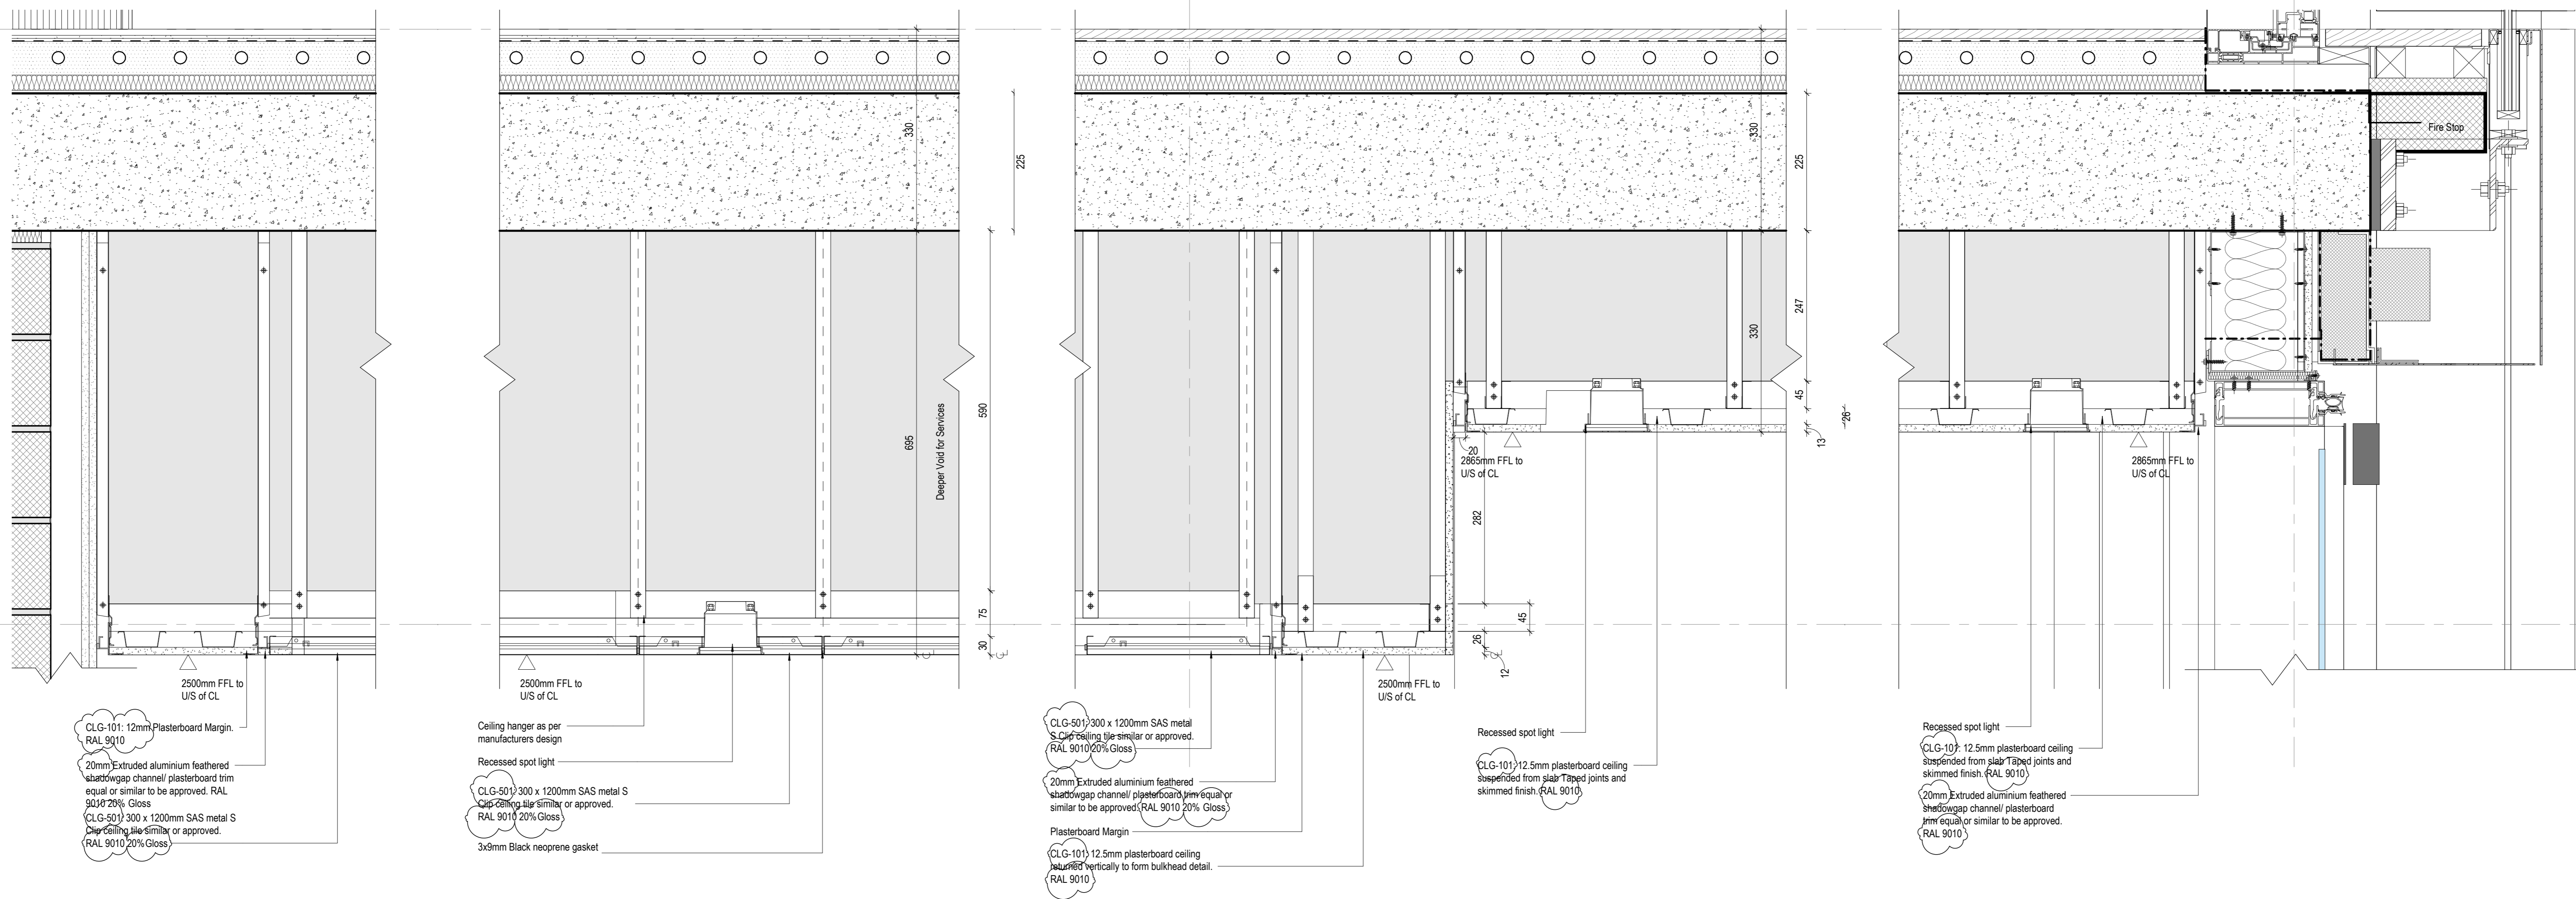 330
225
Deeper Void for Services
695
590
75
30
330
225
247
330
45
26
13
20
282
45
26
12
Fire Stop
2500mm FFL to
U/S of CL
CLG-101: 12mm Plasterboard Margin.
RAL 9010
20mm Extruded aluminium feathered
shadowgap channel/ plasterboard trim
equal or similar to be approved. RAL
9010 20% Gloss
CLG-501: 300 x 1200mm SAS metal S
Clip ceiling tile similar or approved.
RAL 9010 20% Gloss
2500mm FFL to
U/S of CL
Ceiling hanger as per
manufacturers design
Recessed spot light
CLG-501: 300 x 1200mm SAS metal S
Clip ceiling tile similar or approved.
RAL 9010 20% Gloss
3x9mm Black neoprene gasket
2500mm FFL to
U/S of CL
CLG-501: 300 x 1200mm SAS metal
S Clip ceiling tile similar or approved.
RAL 9010 20% Gloss
20mm Extruded aluminium feathered
shadowgap channel/ plasterboard trim equal or
similar to be approved. RAL 9010 20% Gloss
Plasterboard Margin
CLG-101: 12.5mm plasterboard ceiling
returned vertically to form bulkhead detail.
RAL 9010
2865mm FFL to
U/S of CL
Recessed spot light
CLG-101: 12.5mm plasterboard ceiling
suspended from slab Taped joints and
skimmed finish. RAL 9010
2865mm FFL to
U/S of CL
Recessed spot light
CLG-101: 12.5mm plasterboard ceiling
suspended from slab Taped joints and
skimmed finish. RAL 9010
20mm Extruded aluminium feathered
shadowgap channel/ plasterboard
trim equal or similar to be approved.
RAL 9010